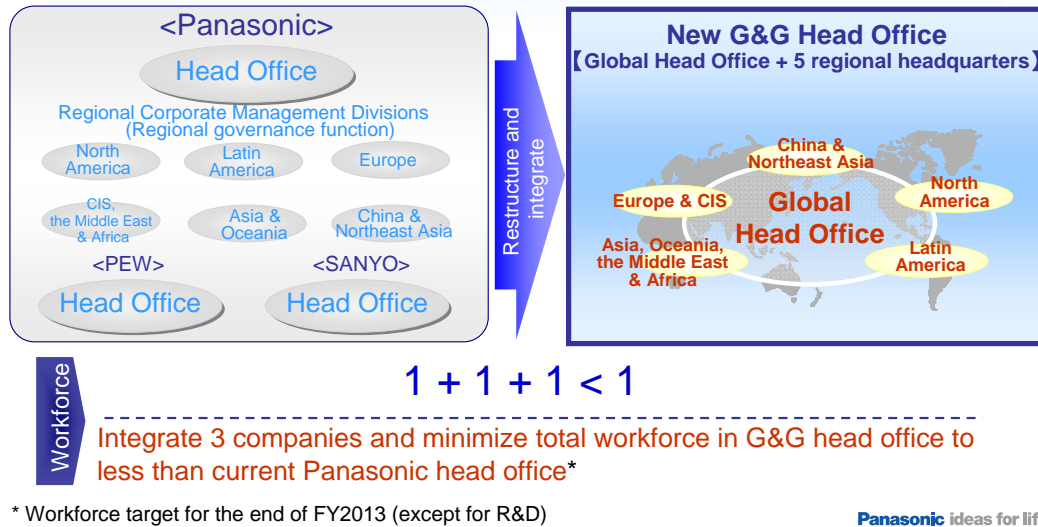 <Panasonic>
Head Office
Regional Corporate Management Divisions
(Regional governance function)
North
America
Latin
America
Europe
CIS,
the Middle East
& Africa
Asia &
Oceania
China &
Northeast Asia
<PEW>
<SANYO>
Head Office
Head Office
Restructure and
integrate
New G&G Head Office
【Global Head Office + 5 regional headquarters】
China &
Northeast Asia
Europe & CIS
Global
Head Office
North
America
Asia, Oceania,
the Middle East
& Africa
Latin
America
Workforce
1 + 1 + 1 < 1
Integrate 3 companies and minimize total workforce in G&G head office to
less than current Panasonic head office*
* Workforce target for the end of FY2013 (except for R&D)
Panasonic ideas for lif